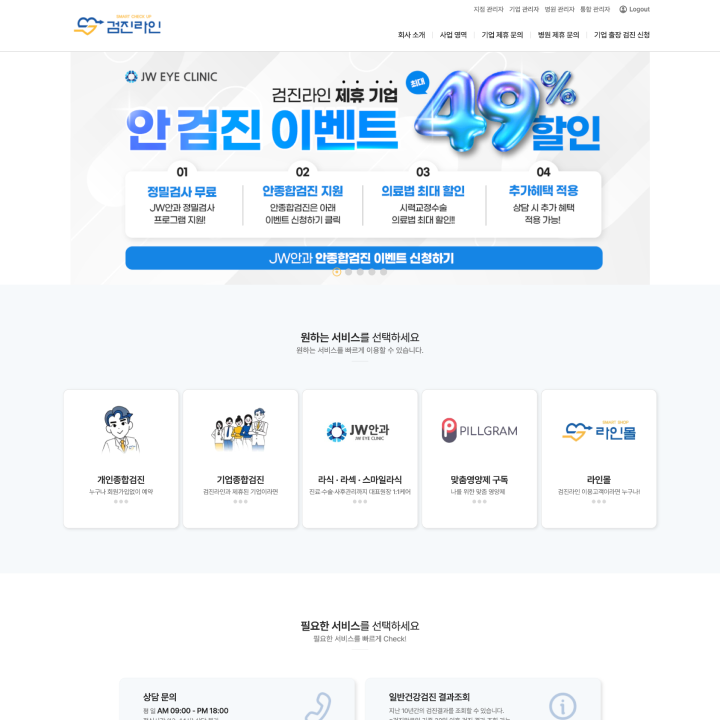 지점 관리자 기업 관리자 병원 관리자 통합 관리자 Logout
SMART CHECK UP
검진라인
회사 소개 사업 영역 기업 제휴 문의 병원 제휴 문의 기업 출장 검진 신청
JW EYE CLINIC
검진라인 제휴 기업
최대
안 검진 이벤트 49% 할인
01
정밀검사 무료
JW안과 정밀검사
프로그램 지원!
02
안종합검진 지원
안종합검진은 아래
이벤트 신청하기 클릭
03
의료법 최대 할인
시력교정수술
의료법 최대 할인!!
04
추가혜택 적용
상담 시 추가 혜택
적용 가능!
JW안과 안종합검진 이벤트 신청하기
원하는 서비스를 선택하세요
원하는 서비스를 빠르게 이용할 수 있습니다.
개인종합검진
누구나 회원가입없이 예약
기업종합검진
검진라인과 제휴된 기업이라면
JW안과
JW EYE CLINIC
라식 · 라섹 · 스마일라식
진료·수술·사후관리까지 대표원장 1:1케어
PILLGRAM
맞춤영양제 구독
나를 위한 맞춤 영양제
SMART SHOP
라인몰
라인몰
검진라인 이용고객이라면 누구나!
필요한 서비스를 선택하세요
필요한 서비스를 빠르게 Check!
상담 문의
평 일 AM 09:00 - PM 18:00
일반건강검진 결과조회
지난 10년간의 검진결과를 조회할 수 있습니다.